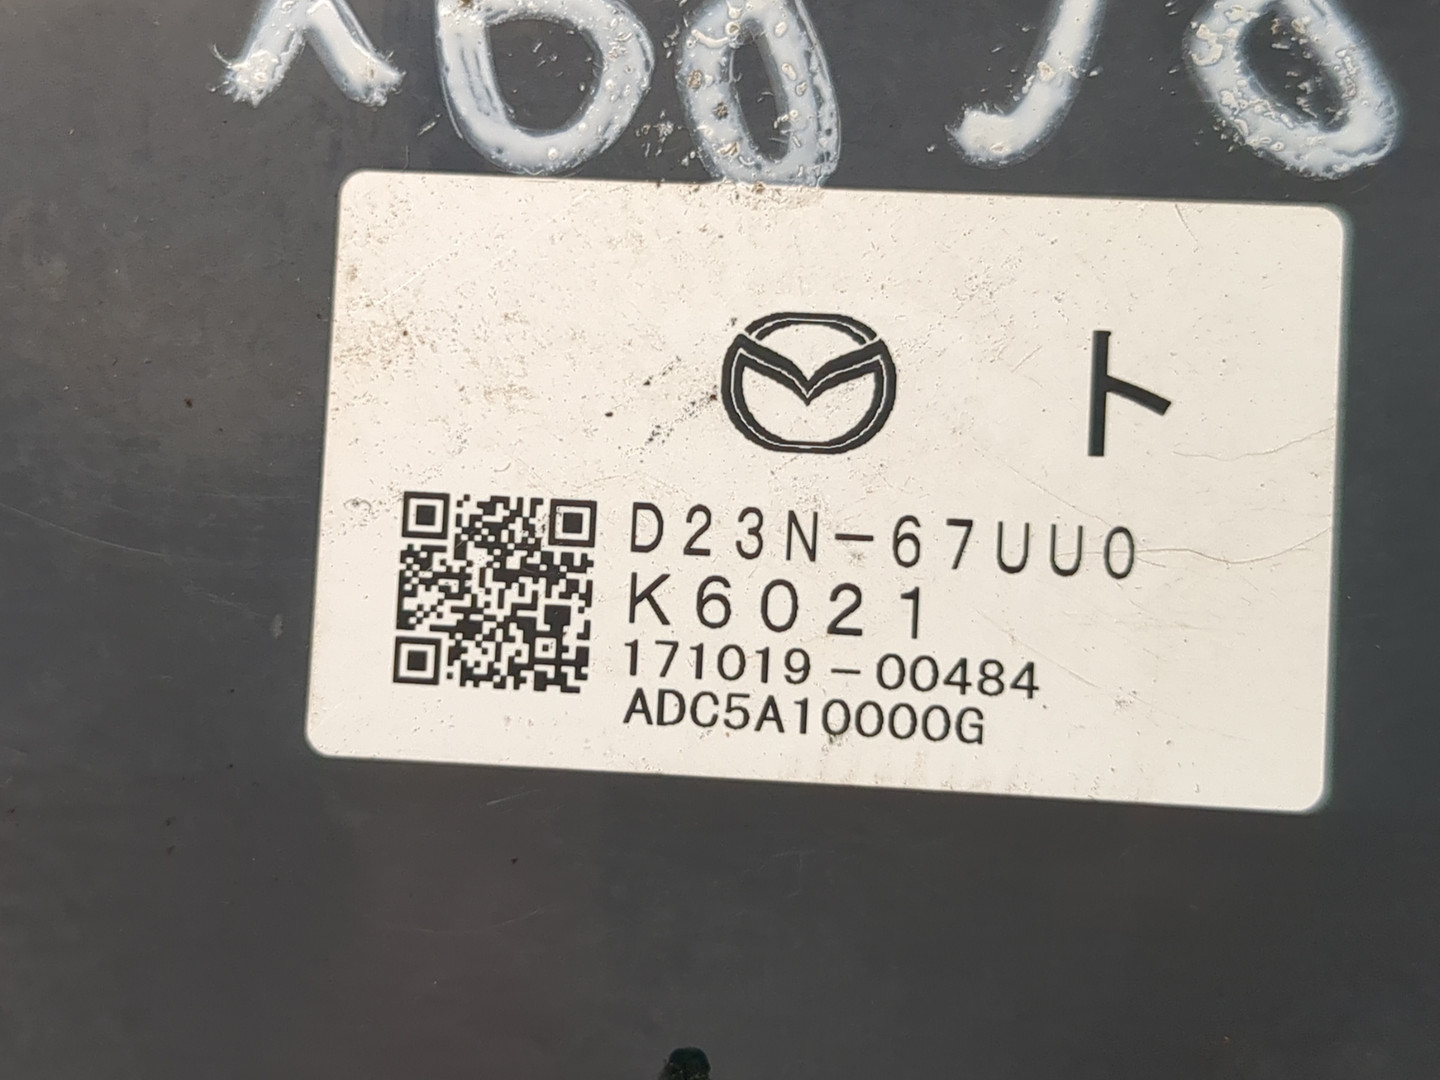 ト
D23N-67UU0
K6021
171019-00484
ADC5A10000G